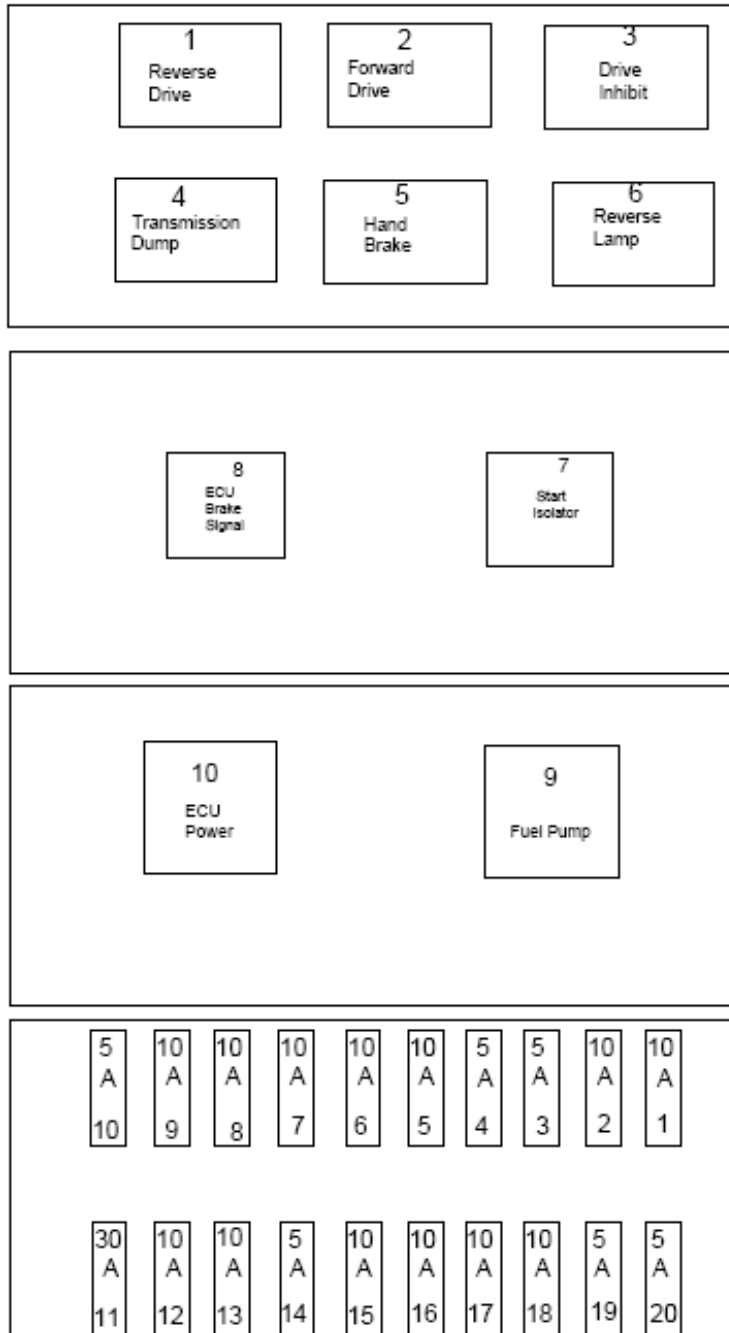 1
Reverse
Drive
2
Forward
Drive
3
Drive
Inhibit
4
Transmission
Dump
5
Hand
Brake
6
Reverse
Lamp
8
ECU
Brake
Signal
7
Start
Isolator
10
ECU
Power
9
Fuel Pump
5 10 10 10 10 10 5 5 10 10
A A A A A A A A A A
10 9 8 7 6 5 4 3 2 1
30 10 10 5 10 10 10 10 5 5
A A A A A A A A A A
11 12 13 14 15 16 17 18 19 20